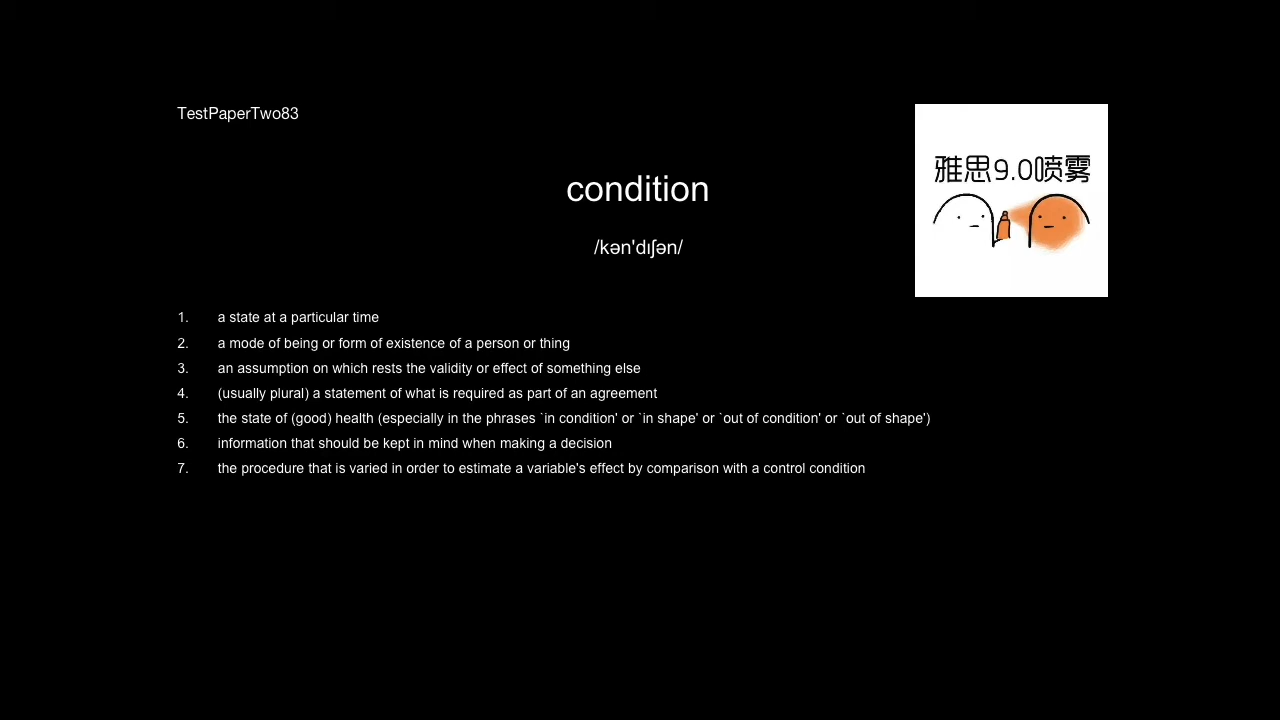 TestPaperTwo83
雅思9.0喷雾
condition
/kən'dıʃən/
1. a state at a particular time
2. a mode of being or form of existence of a person or thing
3. an assumption on which rests the validity or effect of something else
4. (usually plural) a statement of what is required as part of an agreement
5. the state of (good) health (especially in the phrases `in condition' or `in shape' or `out of condition' or `out of shape')
6. information that should be kept in mind when making a decision
7. the procedure that is varied in order to estimate a variable's effect by comparison with a control condition